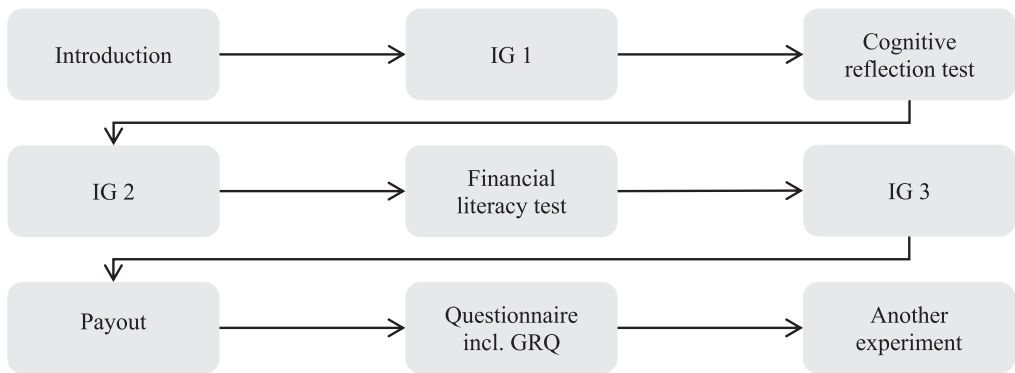 Introduction
IG 1
Cognitive
reflection test
IG 2
Financial
literacy test
IG 3
Payout
Questionnaire
incl. GRQ
Another
experiment